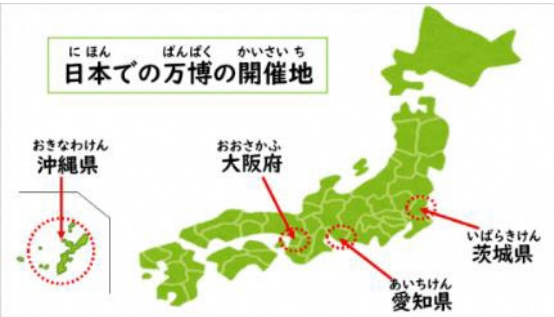 にほん ばんぱく かいさいち
日本での万博の開催地
おきなわけん
沖縄県
おおさかふ
大阪府
いばらきけん
茨城県
あいちけん
愛知県